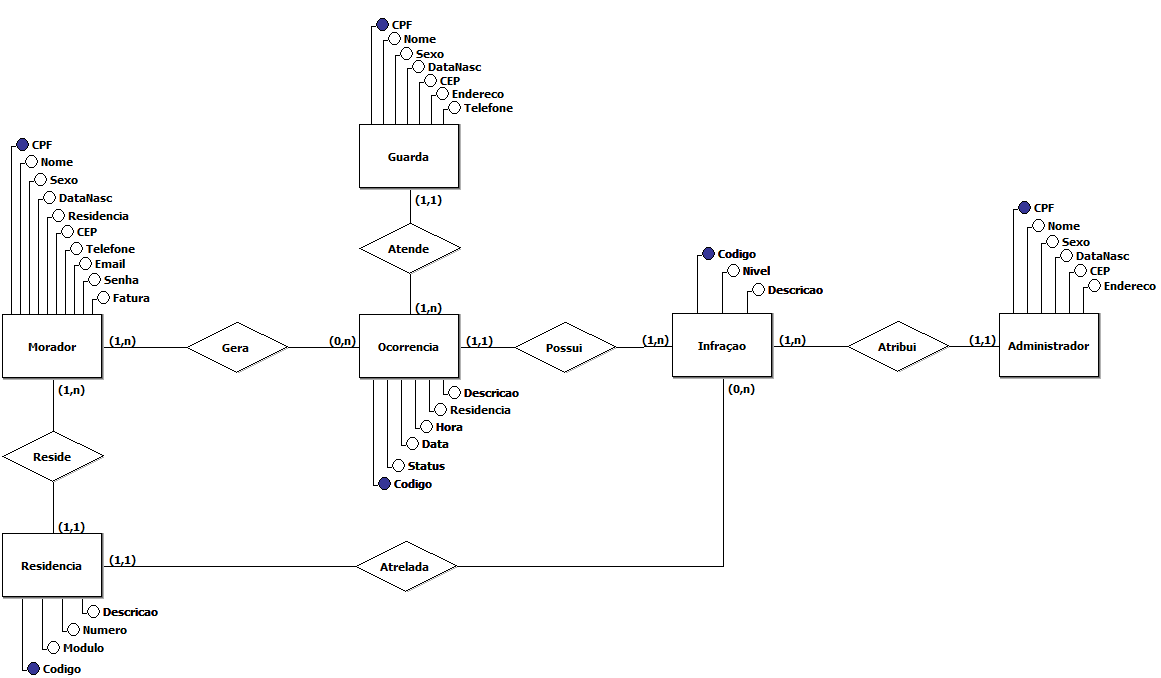 CPF
Nome
Sexo
DataNasc
CEP
Endereco
Telefone
Guarda
(1,1)
Atende
(1,n)
CPF
Nome
Sexo
DataNasc
Residencia
CEP
Telefone
Email
Senha
Fatura
Morador
(1,n)
Gera
(0,n)
Ocorrencia
(1,1)
Possui
(1,n)
Codigo
Nivel
Descricao
Infraçao
(1,n)
Atribui
(1,1)
CPF
Nome
Sexo
DataNasc
CEP
Endereco
Administrador
(0,n)
Descricao
Residencia
Hora
Data
Status
Codigo
(1,n)
Reside
(1,1)
Residencia
(1,1)
Atrelada
Descricao
Numero
Modulo
Codigo